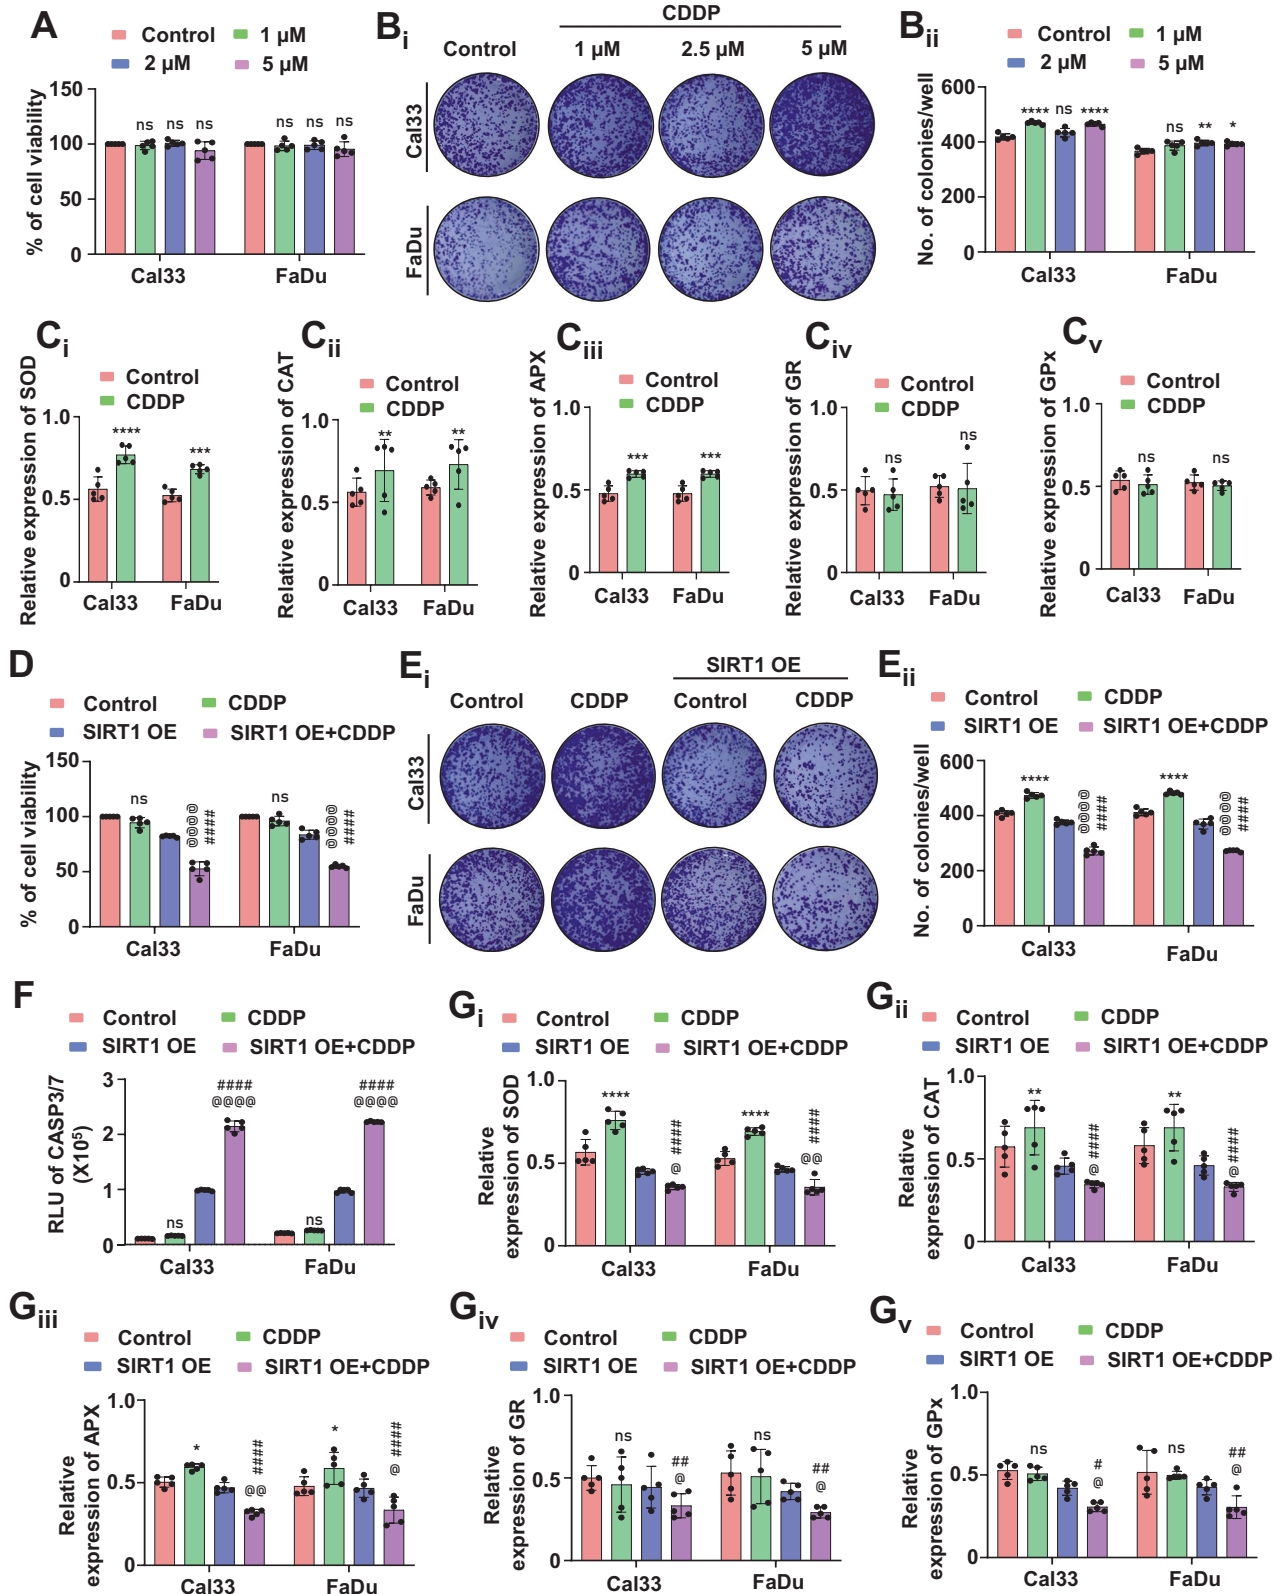 A
Control
1 µM
2 µM
5 µM
% of cell viability
150
100
50
0
ns ns ns
ns ns ns
Cal33
FaDu
Bi
CDDP
Control
1 µM
2.5 µM
5 µM
Cal33
FaDu
Bii
Control
1 µM
2 µM
5 µM
No. of colonies/well
600
400
200
0
**** ns ****
ns ** *
Cal33
FaDu
Ci
Control
CDDP
Relative expression of SOD
1.0
0.5
0
****
***
Cal33
FaDu
Cii
Control
CDDP
Relative expression of CAT
1.0
0.5
0
**
**
Cal33
FaDu
Ciii
Control
CDDP
Relative expression of APX
1.0
0.5
0
***
***
Cal33
FaDu
Civ
Control
CDDP
Relative expression of GR
1.0
0.5
0
ns
ns
Cal33
FaDu
Cv
Control
CDDP
Relative expression of GPx
1.0
0.5
0
ns
ns
Cal33
FaDu
D
Control
CDDP
SIRT1 OE
SIRT1 OE+CDDP
% of cell viability
150
100
50
0
ns
@@@@
####
ns
@@@@
####
Cal33
FaDu
Ei
SIRT1 OE
Control
CDDP
Control
CDDP
Cal33
FaDu
Eii
Control
CDDP
SIRT1 OE
SIRT1 OE+CDDP
No. of colonies/well
600
400
200
0
****
@@@@
####
****
@@@@
####
Cal33
FaDu
F
Control
CDDP
SIRT1 OE
SIRT1 OE+CDDP
RLU of CASP3/7
(X10⁵)
3
2
1
0
ns
####
@@@@
ns
####
@@@@
Cal33
FaDu
Gi
Control
CDDP
SIRT1 OE
SIRT1 OE+CDDP
Relative
expression of SOD
1.0
0.5
0
****
####
@
****
####
@@
Cal33
FaDu
Gii
Control
CDDP
SIRT1 OE
SIRT1 OE+CDDP
Relative
expression of CAT
1.0
0.5
0
**
####
@
**
####
@
Cal33
FaDu
Giii
Control
CDDP
SIRT1 OE
SIRT1 OE+CDDP
Relative
expression of APX
1.0
0.5
0
*
####
@@
*
####
@
Cal33
FaDu
Giv
Control
CDDP
SIRT1 OE
SIRT1 OE+CDDP
Relative
expression of GR
1.0
0.5
0
ns
##
@
ns
##
@
Cal33
FaDu
Gv
Control
CDDP
SIRT1 OE
SIRT1 OE+CDDP
Relative
expression of GPx
1.0
0.5
0
ns
#
@
ns
##
@
Cal33
FaDu